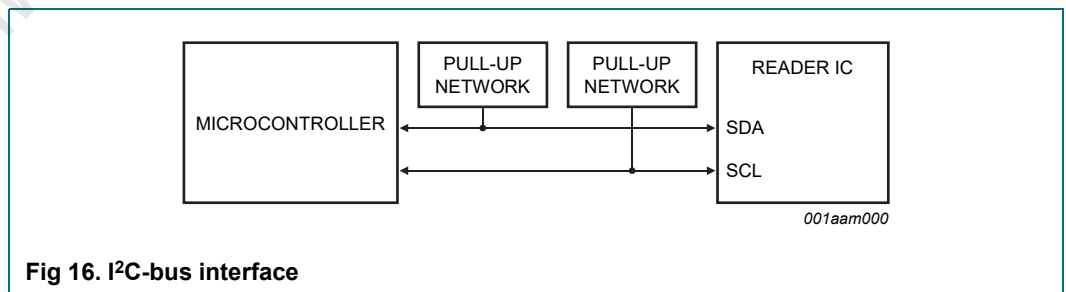 PULL-UP
NETWORK
PULL-UP
NETWORK
READER IC
MICROCONTROLLER
SDA
SCL
001aam000
Fig 16. I²C-bus interface